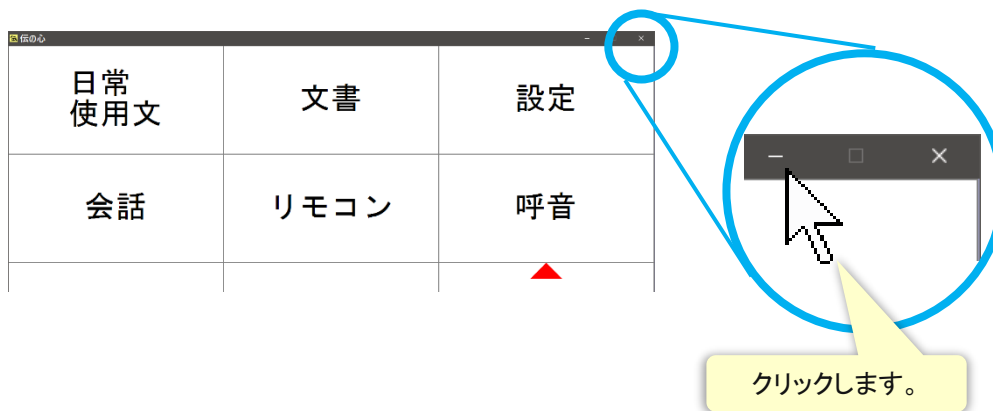 伝の心
日常
使用文
文書
設定
会話
リモコン
呼音
クリックします。